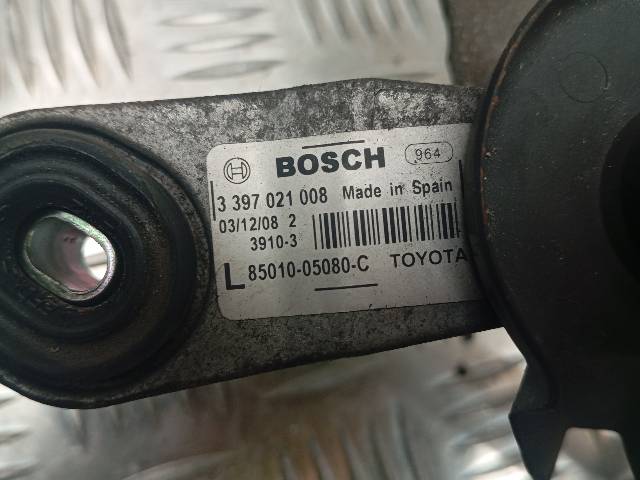 BOSCH 964
3 397 021 008 Made in Spain
03/12/08 2
3910-3
L 85010-05080-C TOYOTA